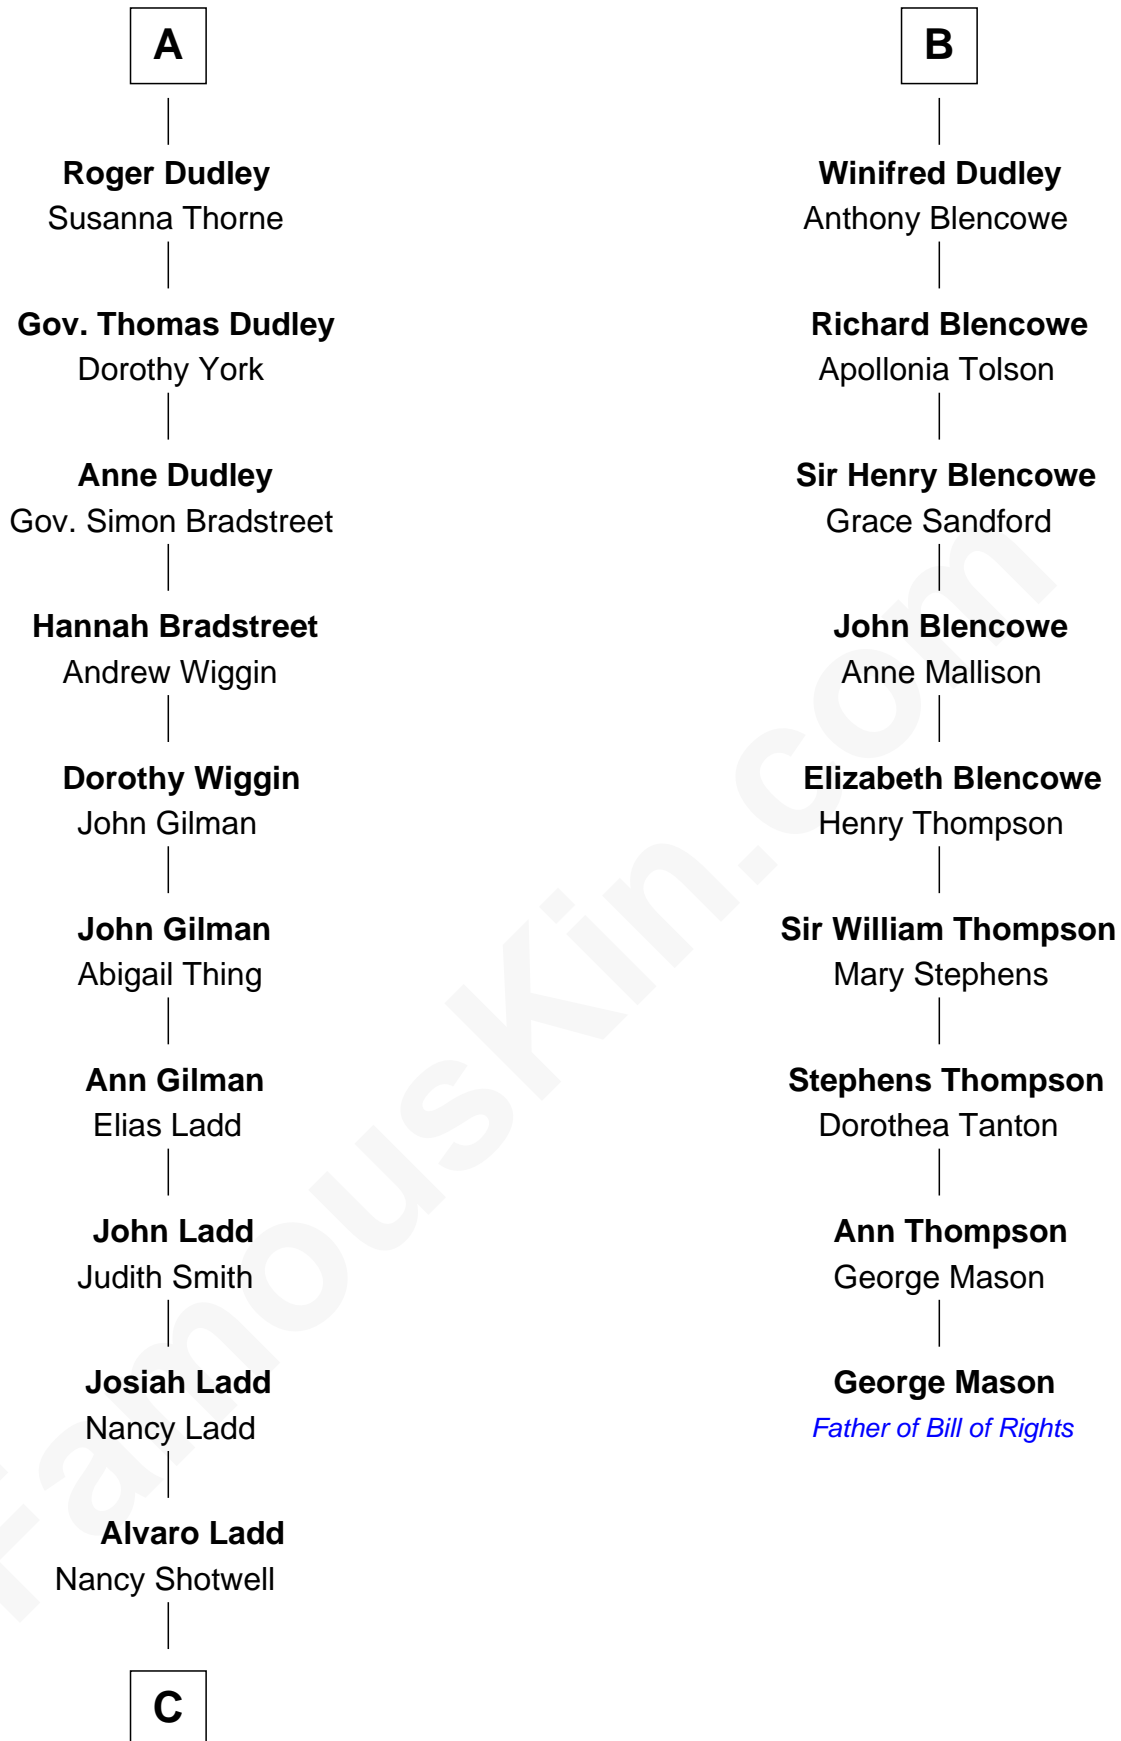 A
Roger Dudley
Susanna Thorne
Gov. Thomas Dudley
Dorothy York
Anne Dudley
Gov. Simon Bradstreet
Hannah Bradstreet
Andrew Wiggin
Dorothy Wiggin
John Gilman
John Gilman
Abigail Thing
Ann Gilman
Elias Ladd
John Ladd
Judith Smith
Josiah Ladd
Nancy Ladd
Alvaro Ladd
Nancy Shotwell
C
B
Winifred Dudley
Anthony Blencowe
Richard Blencowe
Apollonia Tolson
Sir Henry Blencowe
Grace Sandford
John Blencowe
Anne Mallison
Elizabeth Blencowe
Henry Thompson
Sir William Thompson
Mary Stephens
Stephens Thompson
Dorothea Tanton
Ann Thompson
George Mason
George Mason
Father of Bill of Rights
FamousKin.com